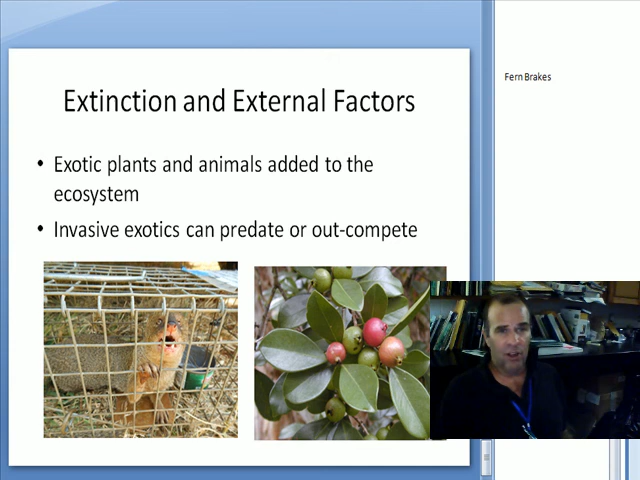 Extinction and External Factors
• Exotic plants and animals added to the
ecosystem
• Invasive exotics can predate or out-compete
Fern Brakes